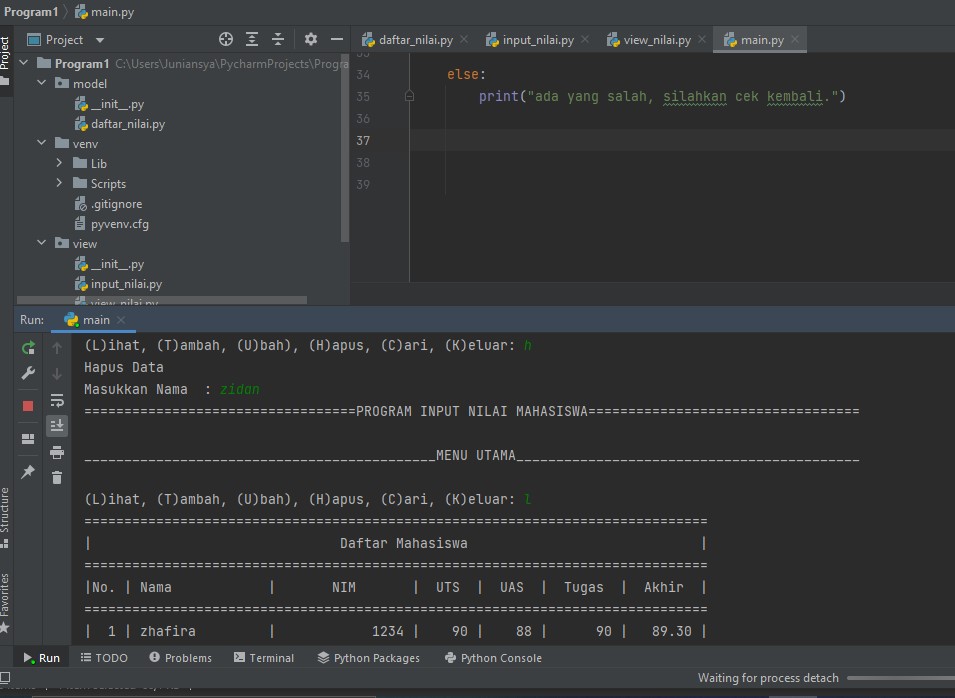 Program1 main.py
Project
daftar_nilai.py
input_nilai.py
view_nilai.py
main.py
Project
Program1 C:\Users\Juniansya\PycharmProjects\Progra
model
__init__.py
daftar_nilai.py
venv
Lib
Scripts
.gitignore
pyvenv.cfg
view
__init__.py
input_nilai.py
view_nilai.py
33
34 else:
35 print("ada yang salah, silahkan cek kembali.")
36
37
38
39
Run: main
(L)ihat, (T)ambah, (U)bah), (H)apus, (C)ari, (K)eluar: h
Hapus Data
Masukkan Nama : zidan
==================================PROGRAM INPUT NILAI MAHASISWA==================================
____________________________________________MENU UTAMA___________________________________________
(L)ihat, (T)ambah, (U)bah), (H)apus, (C)ari, (K)eluar: l
==============================================================================
| Daftar Mahasiswa |
==============================================================================
|No. | Nama | NIM | UTS | UAS | Tugas | Akhir |
==============================================================================
| 1 | zhafira | 1234 | 90 | 88 | 90 | 89.30 |
Structure
Favorites
Run TODO Problems Terminal Python Packages Python Console
Waiting for process detach